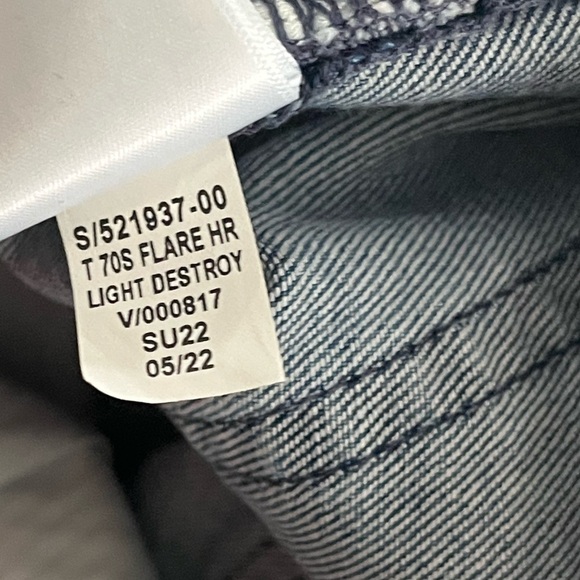 S/521937-00
T 70S FLARE HR
LIGHT DESTROY
V/000817
SU22
05/22